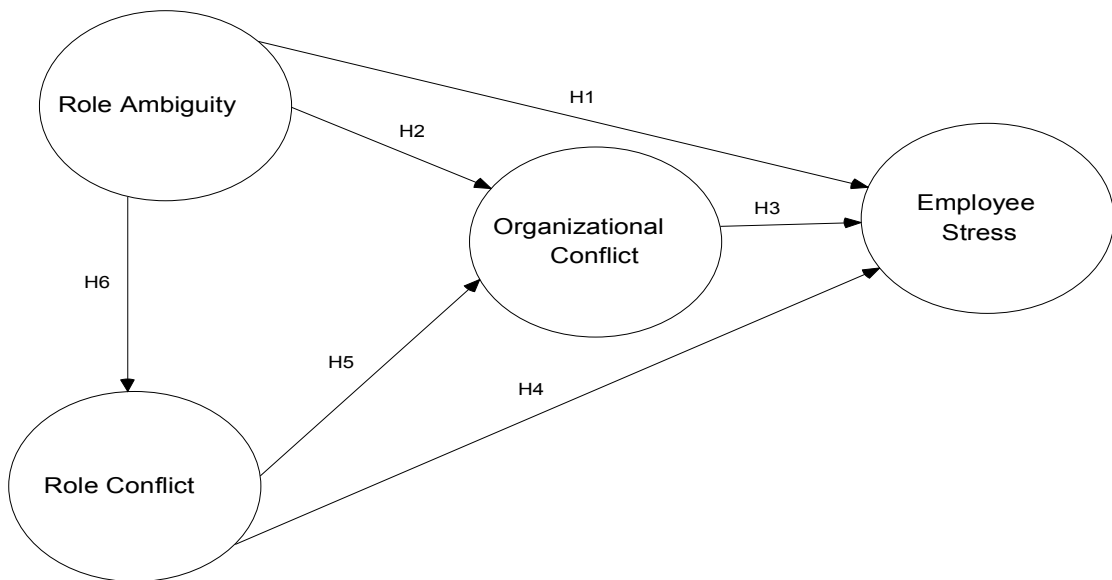 Role Ambiguity
H1
H2
Organizational
Conflict
H3
Employee
Stress
H6
H5
H4
Role Conflict